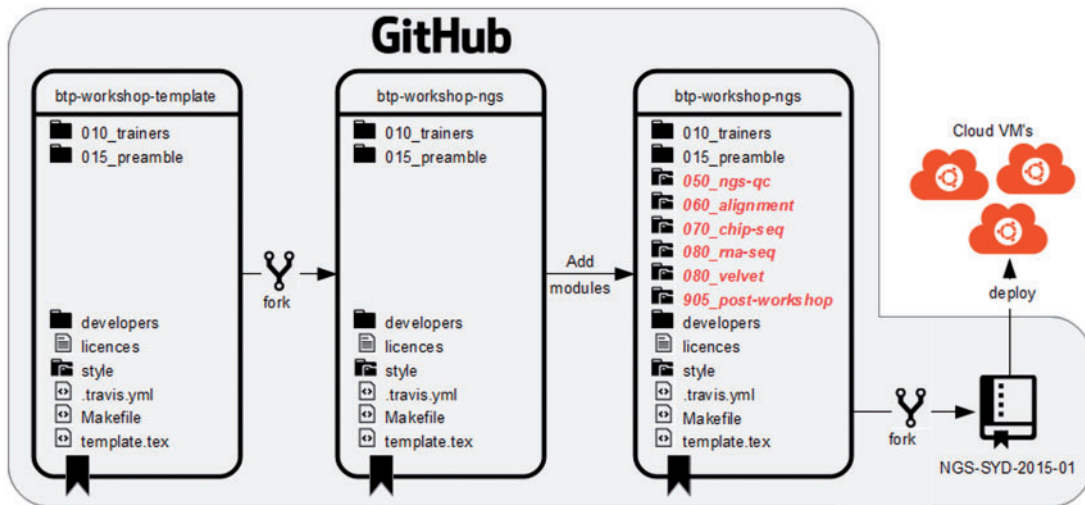 GitHub
btp-workshop-template
010_trainers
015_preamble
developers
licences
style
.travis.yml
Makefile
template.tex
fork
btp-workshop-ngs
010_trainers
015_preamble
developers
licences
style
.travis.yml
Makefile
template.tex
Add
modules
btp-workshop-ngs
010_trainers
015_preamble
050_ngs-qc
060_alignment
070_chip-seq
080_rna-seq
080_velvet
905_post-workshop
developers
licences
style
.travis.yml
Makefile
template.tex
fork
NGS-SYD-2015-01
deploy
Cloud VM's